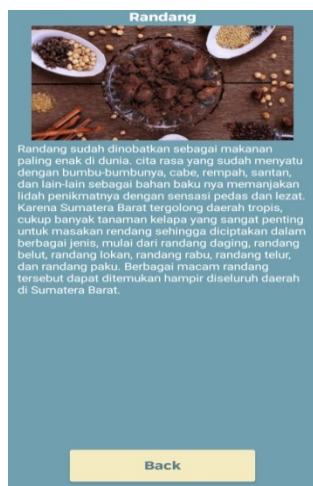 Randang
Randang sudah dinobatkan sebagai makanan
paling enak di dunia. cita rasa yang sudah menyatu
dengan bumbu-bumbunya, cabe, rempah, santan,
dan lain-lain sebagai bahan baku nya memanjakan
lidah penikmatnya dengan sensasi pedas dan lezat.
Karena Sumatera Barat tergolong daerah tropis,
cukup banyak tanaman kelapa yang sangat penting
untuk masakan rendang sehingga diciptakan dalam
berbagai jenis, mulai dari randang daging, randang
belut, randang lokan, randang rabu, randang telur,
dan randang paku. Berbagai macam randang
tersebut dapat ditemukan hampir diseluruh daerah
di Sumatera Barat.
Back